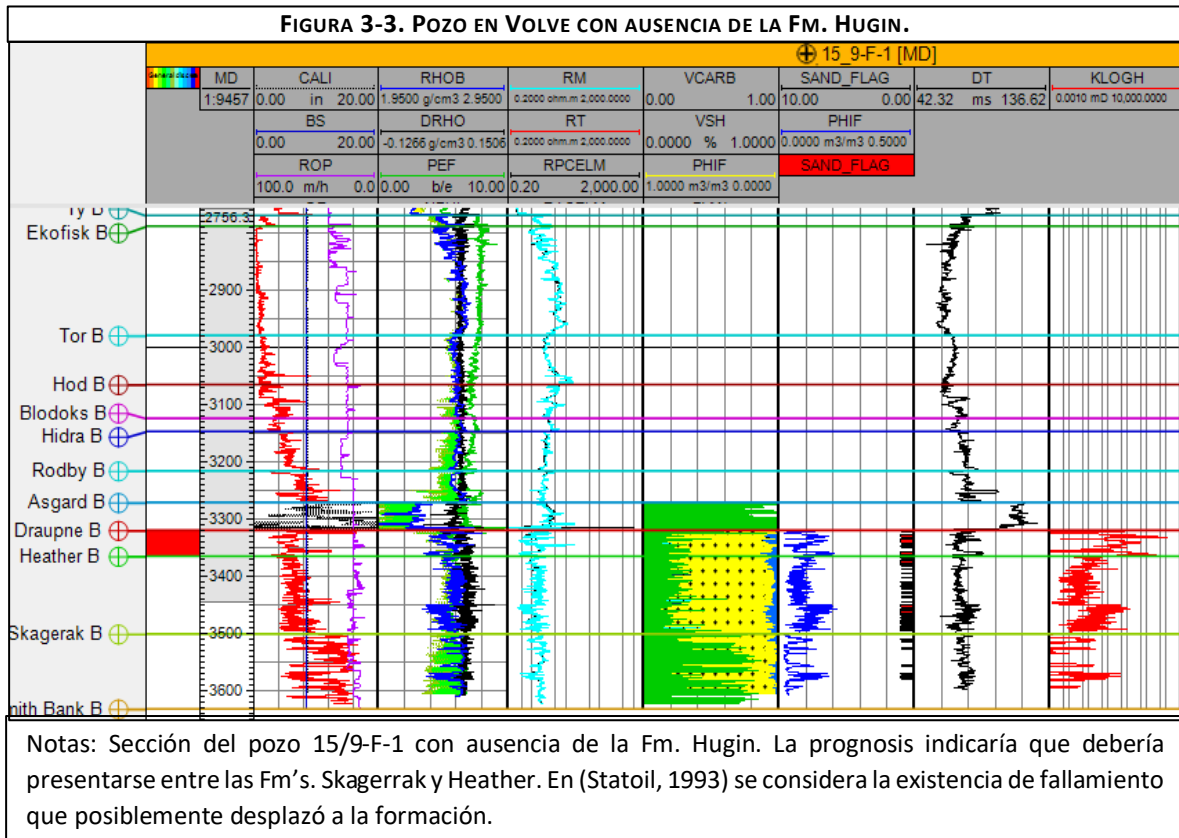 FIGURA 3-3. POZO EN VOLVE CON AUSENCIA DE LA FM. HUGIN.
15_9-F-1 [MD]
MD CALI RHOB RM VCARB SAND_FLAG DT KLOGH
1:9457 0.00 in 20.00 1.9500 g/cm3 2.9500 0.2000 ohm.m 2,000.0000 0.00 1.00 10.00 0.00 42.32 ms 136.62 0.0010 mD 10,000.0000
BS DRHO RT VSH PHIF
0.00 20.00 -0.1266 g/cm3 0.1506 0.2000 ohm.m 2,000.0000 0.0000 % 1.0000 0.0000 m3/m3 0.5000
ROP PEF RPCELM PHIF SAND_FLAG
100.0 m/h 0.0 0.00 b/e 10.00 0.20 2,000.00 1.0000 m3/m3 0.0000
Ty B
2756.3
Ekofisk B
2900
Tor B
3000
Hod B
3100
Blodoks B
Hidra B
3200
Rodby B
Asgard B
3300
Draupne B
Heather B
3400
Skagerak B
3500
3600
mith Bank B
Notas: Sección del pozo 15/9-F-1 con ausencia de la Fm. Hugin. La prognosis indicaría que debería
presentarse entre las Fm's. Skagerrak y Heather. En (Statoil, 1993) se considera la existencia de fallamiento
que posiblemente desplazó a la formación.